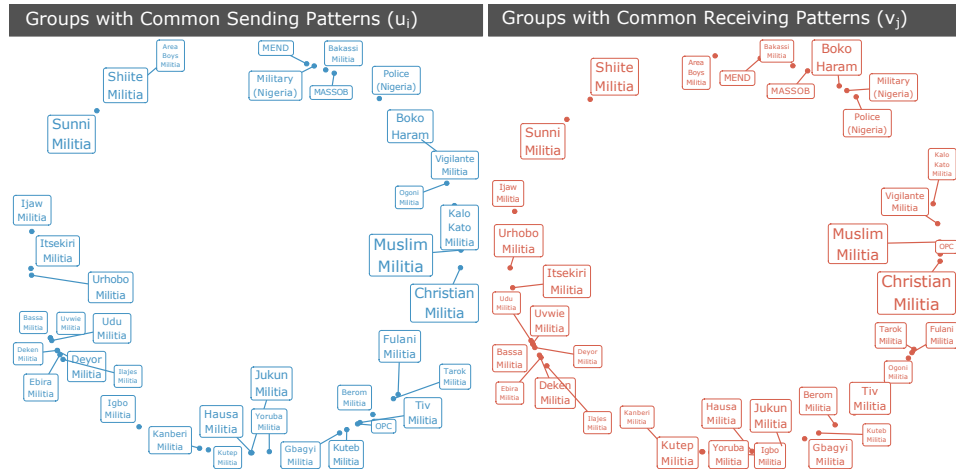 Groups with Common Sending Patterns (ui)
Area
Boys
Militia
Shiite
Militia
Sunni
Militia
MEND
Bakassi
Militia
Military
(Nigeria)
MASSOB
Police
(Nigeria)
Boko
Haram
Vigilante
Militia
Ogoni
Militia
Ijaw
Militia
Itsekiri
Militia
Urhobo
Militia
Kalo
Kato
Militia
Muslim
Militia
Christian
Militia
Bassa
Militia
Uvwie
Militia
Udu
Militia
Deken
Militia
Deyor
Militia
Ilajes
Militia
Ebira
Militia
Igbo
Militia
Kanberi
Militia
Hausa
Militia
Kutep
Militia
Jukun
Militia
Yoruba
Militia
Fulani
Militia
Tarok
Militia
Berom
Militia
Tiv
Militia
OPC
Kuteb
Militia
Gbagyi
Militia
Groups with Common Receiving Patterns (vj)
Shiite
Militia
Sunni
Militia
Area
Boys
Militia
MEND
Bakassi
Militia
MASSOB
Boko
Haram
Military
(Nigeria)
Police
(Nigeria)
Kalo
Kato
Militia
Vigilante
Militia
Ijaw
Militia
Urhobo
Militia
Itsekiri
Militia
Muslim
Militia
OPC
Christian
Militia
Udu
Militia
Uvwie
Militia
Bassa
Militia
Deyor
Militia
Ebira
Militia
Deken
Militia
Ilajes
Militia
Tarok
Militia
Fulani
Militia
Ogoni
Militia
Kanberi
Militia
Kutep
Militia
Hausa
Militia
Yoruba
Militia
Jukun
Militia
Igbo
Militia
Berom
Militia
Tiv
Militia
Kuteb
Militia
Gbagyi
Militia